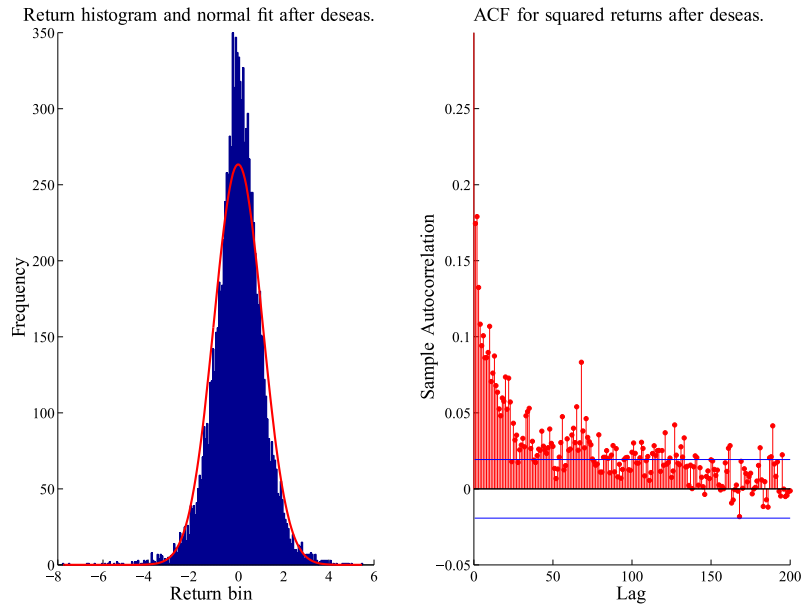 Return histogram and normal fit after deseas.
350
300
250
200
150
100
50
0
Frequency
−8 −6 −4 −2 0 2 4 6
Return bin
ACF for squared returns after deseas.
0.25
0.2
0.15
0.1
0.05
0
−0.05
Sample Autocorrelation
0 50 100 150 200
Lag